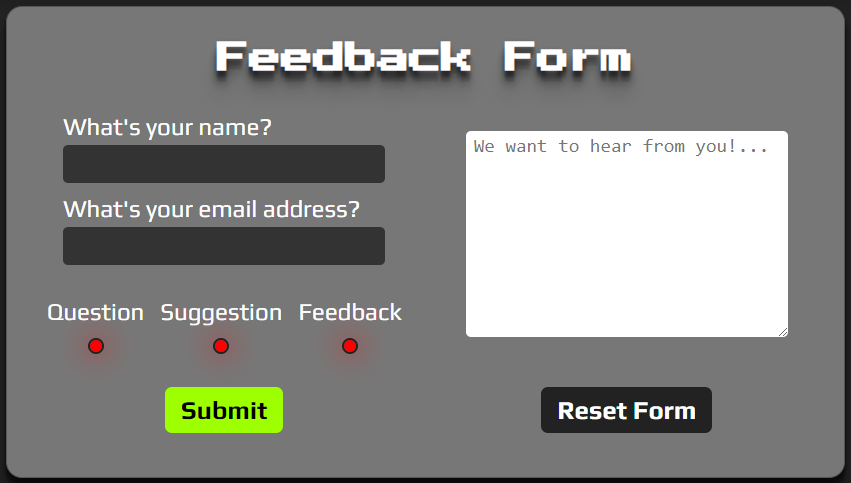 Feedback Form
What's your name?
What's your email address?
We want to hear from you!...
Question Suggestion Feedback
Submit
Reset Form